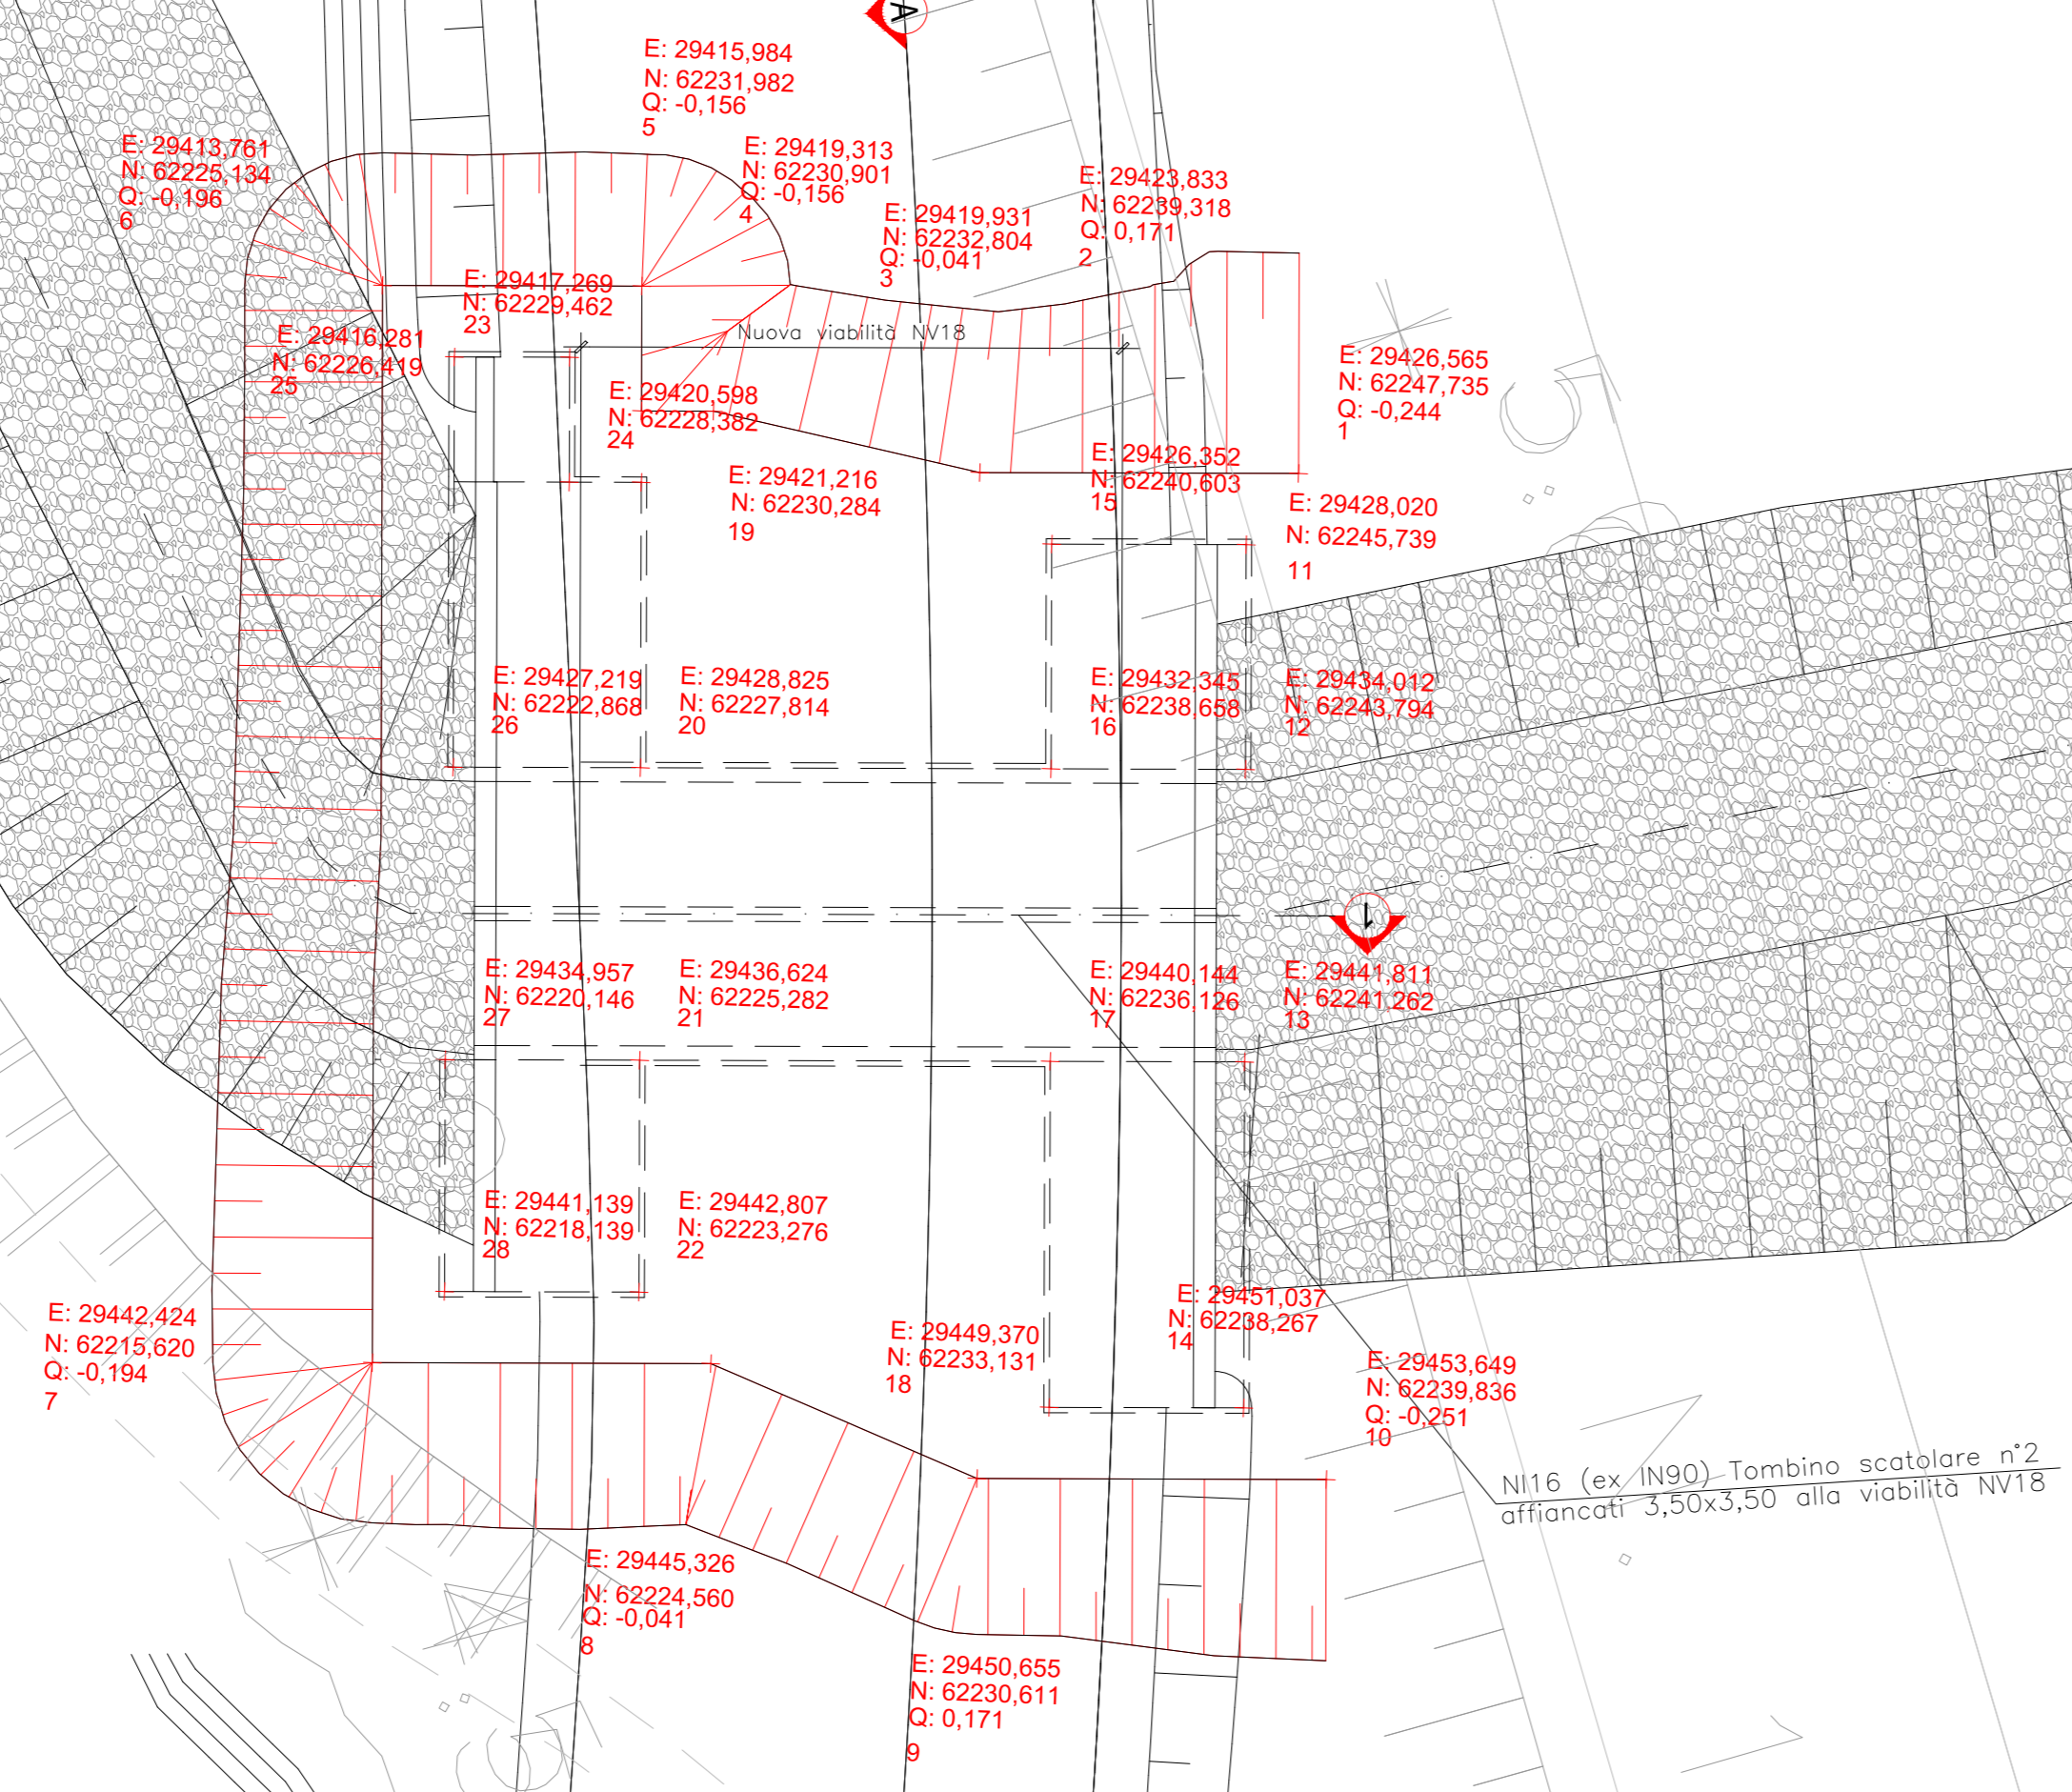 A
E: 29415,984
N: 62231,982
Q: -0,156
5
E: 29413,761
N: 62225,134
Q: -0,196
6
E: 29419,313
N: 62230,901
Q: -0,156
4
E: 29419,931
N: 62232,804
Q: -0,041
3
E: 29423,833
N: 62239,318
Q: 0,171
2
E: 29417,269
N: 62229,462
23
E: 29416,281
N: 62226,419
25
Nuova viabilità NV18
E: 29426,565
N: 62247,735
Q: -0,244
1
E: 29420,598
N: 62228,382
24
E: 29421,216
N: 62230,284
19
E: 29426,352
N: 62240,603
15
E: 29428,020
N: 62245,739
11
E: 29427,219
N: 62222,868
26
E: 29428,825
N: 62227,814
20
E: 29432,345
N: 62238,658
16
E: 29434,012
N: 62243,794
12
1
E: 29434,957
N: 62220,146
27
E: 29436,624
N: 62225,282
21
E: 29440,144
N: 62236,126
17
E: 29441,811
N: 62241,262
13
E: 29441,139
N: 62218,139
28
E: 29442,807
N: 62223,276
22
E: 29442,424
N: 62215,620
Q: -0,194
7
E: 29449,370
N: 62233,131
18
E: 29451,037
N: 62238,267
14
E: 29453,649
N: 62239,836
Q: -0,251
10
NI16 (ex IN90) Tombino scatolare n°2
affiancati 3,50x3,50 alla viabilità NV18
E: 29445,326
N: 62224,560
Q: -0,041
8
E: 29450,655
N: 62230,611
Q: 0,171
9